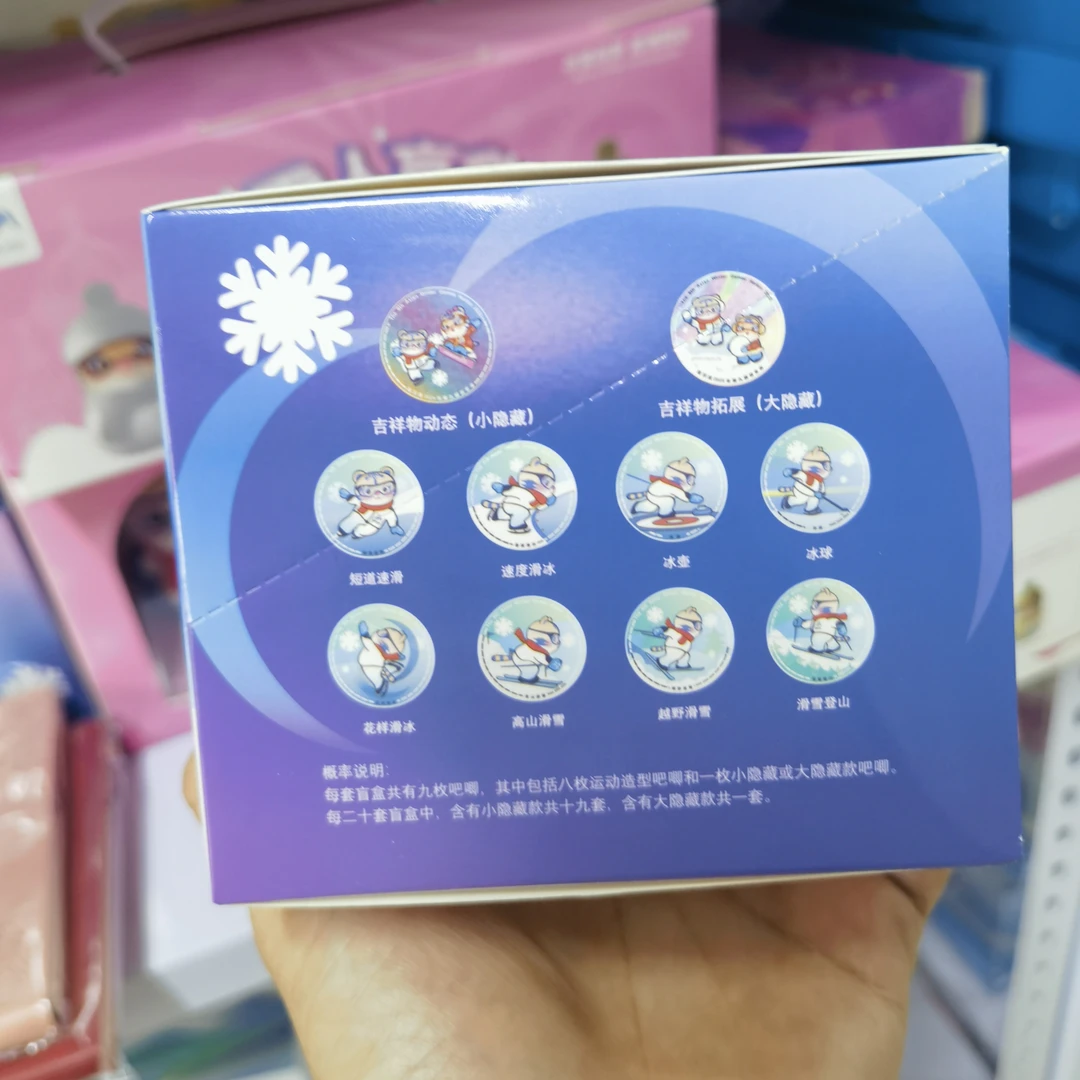 吉祥物动态（小隐藏）
吉祥物拓展（大隐藏）
短道速滑
速度滑冰
冰壶
冰球
花样滑冰
高山滑雪
越野滑雪
滑雪登山
概率说明：
每套盲盒共有九枚吧唧，其中包括八枚运动造型吧唧和一枚小隐藏或大隐藏款吧唧。
每二十套盲盒中，含有小隐藏款共十九套，含有大隐藏款共一套。